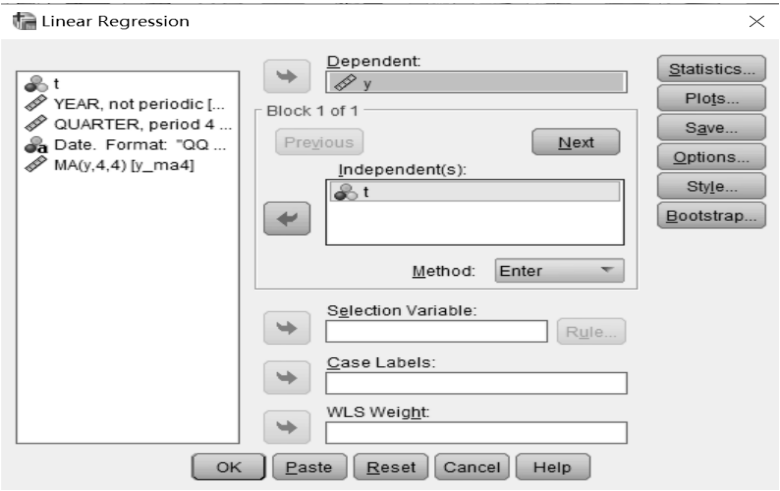 Linear Regression
t
YEAR, not periodic [...
QUARTER, period 4 ...
Date. Format: "QQ ...
MA(y,4,4) [y_ma4]
Dependent:
y
Block 1 of 1
Previous
Next
Independent(s):
t
Method:
Enter
Selection Variable:
Rule...
Case Labels:
WLS Weight:
Statistics...
Plots...
Save...
Options...
Style...
Bootstrap...
OK
Paste
Reset
Cancel
Help